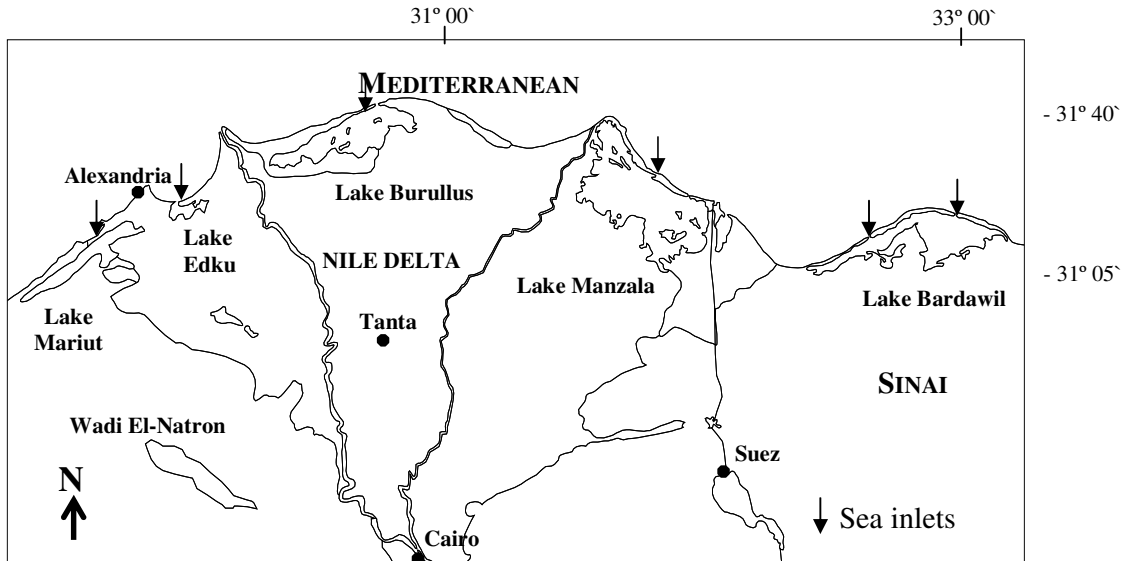 31º 00`
33º 00`
MEDITERRANEAN
- 31º 40`
Alexandria
Lake Burullus
Lake
Edku
NILE DELTA
Lake Manzala
- 31º 05`
Lake Bardawil
Lake
Mariut
Tanta
SINAI
Wadi El-Natron
Suez
N
Sea inlets
Cairo